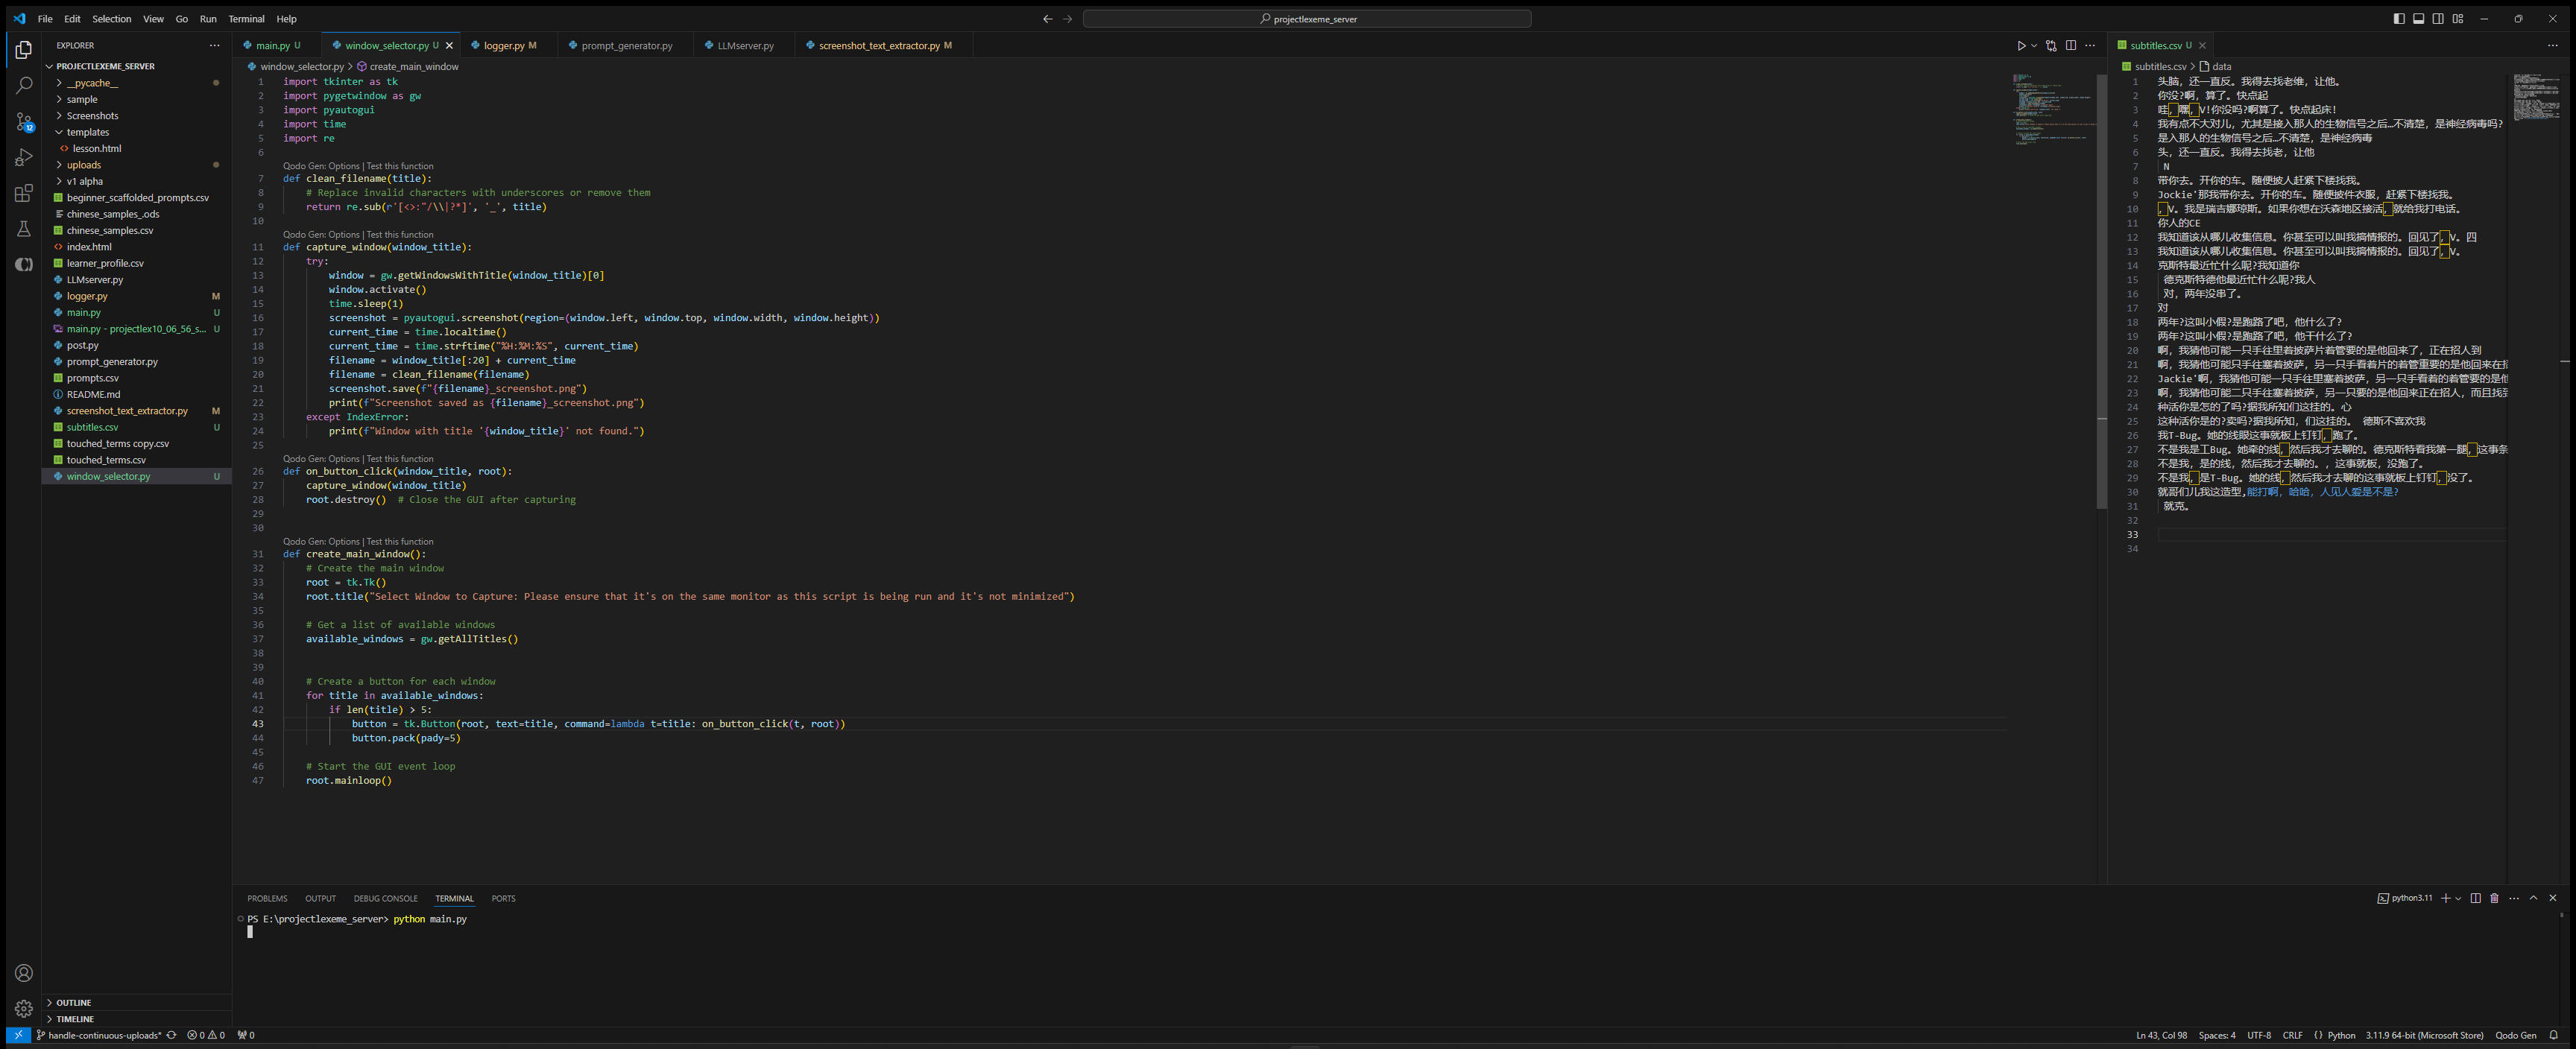 File Edit Selection View Go Run Terminal Help
projectlexeme_server
EXPLORER
PROJECTLEXEME_SERVER
__pycache__
sample
Screenshots
templates
lesson.html
uploads
v1 alpha
beginner_scaffolded_prompts.csv
chinese_samples_.ods
chinese_samples.csv
index.html
learner_profile.csv
LLMserver.py
logger.py M
main.py U
main.py - projectlex10_06_56_s... U
post.py
prompt_generator.py
prompts.csv
README.md
screenshot_text_extractor.py M
subtitles.csv U
touched_terms copy.csv
touched_terms.csv
window_selector.py U
OUTLINE
TIMELINE
main.py U
window_selector.py U
logger.py M
prompt_generator.py
LLMserver.py
screenshot_text_extractor.py M
window_selector.py > create_main_window
1 import tkinter as tk
2 import pygetwindow as gw
3 import pyautogui
4 import time
5 import re
6
Qodo Gen: Options | Test this function
7 def clean_filename(title):
8 # Replace invalid characters with underscores or remove them
9 return re.sub(r'[<>:"/\\|?*]', '_', title)
10
Qodo Gen: Options | Test this function
11 def capture_window(window_title):
12 try:
13 window = gw.getWindowsWithTitle(window_title)[0]
14 window.activate()
15 time.sleep(1)
16 screenshot = pyautogui.screenshot(region=(window.left, window.top, window.width, window.height))
17 current_time = time.localtime()
18 current_time = time.strftime("%H:%M:%S", current_time)
19 filename = window_title[:20] + current_time
20 filename = clean_filename(filename)
21 screenshot.save(f"{filename}_screenshot.png")
22 print(f"Screenshot saved as {filename}_screenshot.png")
23 except IndexError:
24 print(f"Window with title '{window_title}' not found.")
25
Qodo Gen: Options | Test this function
26 def on_button_click(window_title, root):
27 capture_window(window_title)
28 root.destroy() # Close the GUI after capturing
29
30
Qodo Gen: Options | Test this function
31 def create_main_window():
32 # Create the main window
33 root = tk.Tk()
34 root.title("Select Window to Capture: Please ensure that it's on the same monitor as this script is being run and it's not minimized")
35
36 # Get a list of available windows
37 available_windows = gw.getAllTitles()
38
39
40 # Create a button for each window
41 for title in available_windows:
42 if len(title) > 5:
43 button = tk.Button(root, text=title, command=lambda t=title: on_button_click(t, root))
44 button.pack(pady=5)
45
46 # Start the GUI event loop
47 root.mainloop()
subtitles.csv U
subtitles.csv > data
1 头脑，还一直反。我得去找老维，让他。
2 你没?啊，算了。快点起
3 哇，嘿，V!你没吗?啊算了。快点起床!
4 我有点不大对儿，尤其是接入那人的生物信号之后…不清楚，是神经病毒吗?
5 是入那人的生物信号之后…不清楚，是神经病毒
6 头，还一直反。我得去找老，让他
7 N
8 带你去。开你的车。随便披人赶紧下楼找我。
9 Jockie'那我带你去。开你的车。随便披件衣服，赶紧下楼找我。
10 ，V。我是瑞吉娜琼斯。如果你想在沃森地区接活，就给我打电话。
11 你人的CE
12 我知道该从哪儿收集信息。你甚至可以叫我搞情报的。回见了，V。四
13 我知道该从哪儿收集信息。你甚至可以叫我搞情报的。回见了，V。
14 克斯特最近忙什么呢?我知道你
15 德克斯特德他最近忙什么呢?我人
16 对，两年没串了。
17 对
18 两年?这叫小假?是跑路了吧，他什么了?
19 两年?这叫小假?是跑路了吧，他干什么了?
20 啊，我猜他可能一只手往里着披萨片着管要的是他回来了，正在招人到
21 啊，我猜他可能只手往塞着披萨，另一只手看着片的着管重要的是他回来在招
22 Jackie'啊，我猜他可能一只手往里塞着披萨，另一只手看着的着管要的是他
23 啊，我猜他可能二只手往塞着披萨，另一只要的是他回来正在招人，而且找到
24 种活你是怎的了吗?据我所知们这挂的。心
25 这种活你是的?卖吗?据我所知，们这挂的。 德斯不喜欢我
26 我T-Bug。她的线眼这事就板上钉钉，跑了。
27 不是我是工Bug。她牵的线，然后我才去聊的。德克斯特看我第一腿，这事条
28 不是我，是的线，然后我才去聊的。，这事就板，没跑了。
29 不是我，是T-Bug。她的线，然后我才去聊的这事就板上钉钉，没了。
30 就哥们儿我这造型,能打啊，哈哈，人见人爱是不是?
31 就克。
32
33
34
PROBLEMS OUTPUT DEBUG CONSOLE TERMINAL PORTS
python3.11
PS E:\projectlexeme_server> python main.py
handle-continuous-uploads* 0 0 0
Ln 43, Col 98 Spaces: 4 UTF-8 CRLF Python 3.11.9 64-bit (Microsoft Store) Qodo Gen